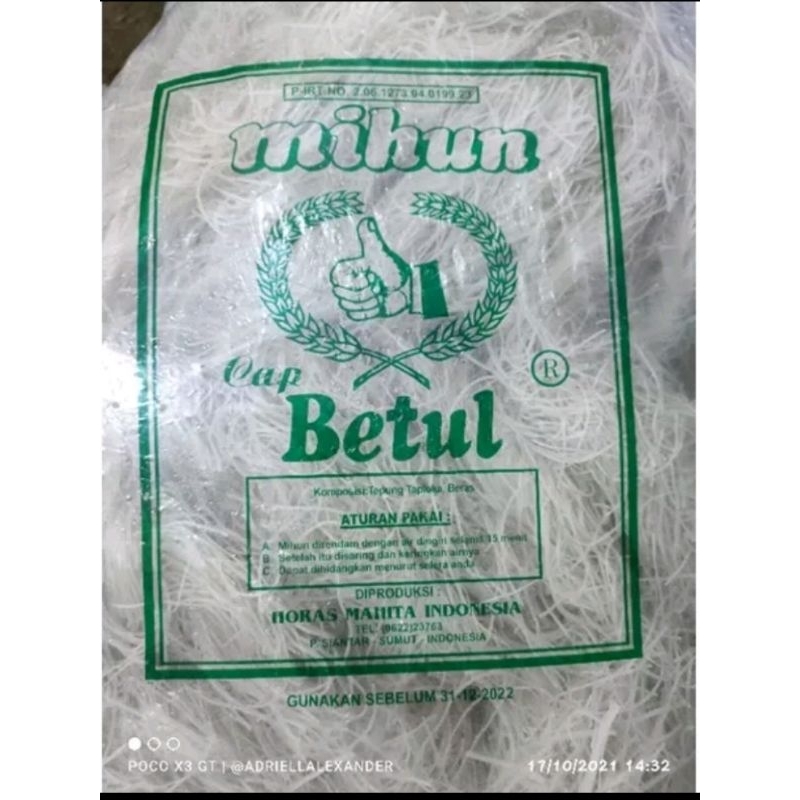 P-IRT NO. 2.06.1273.04.0199.23
mihun
Cap
Betul
®
Komposisi:Tepung Tapioka, Beras
ATURAN PAKAI :
A. Mihun direndam dengan air dingin selama 15 menit
B. Setelah itu disaring dan keringkan airnya
C. Dapat dihidangkan menurut selera anda
DIPRODUKSI :
HORAS MAHITA INDONESIA
TEL. (0622)23763
P. SIANTAR - SUMUT - INDONESIA
GUNAKAN SEBELUM 31-12-2022
POCO X3 GT | @ADRIELLALEXANDER
17/10/2021 14:32